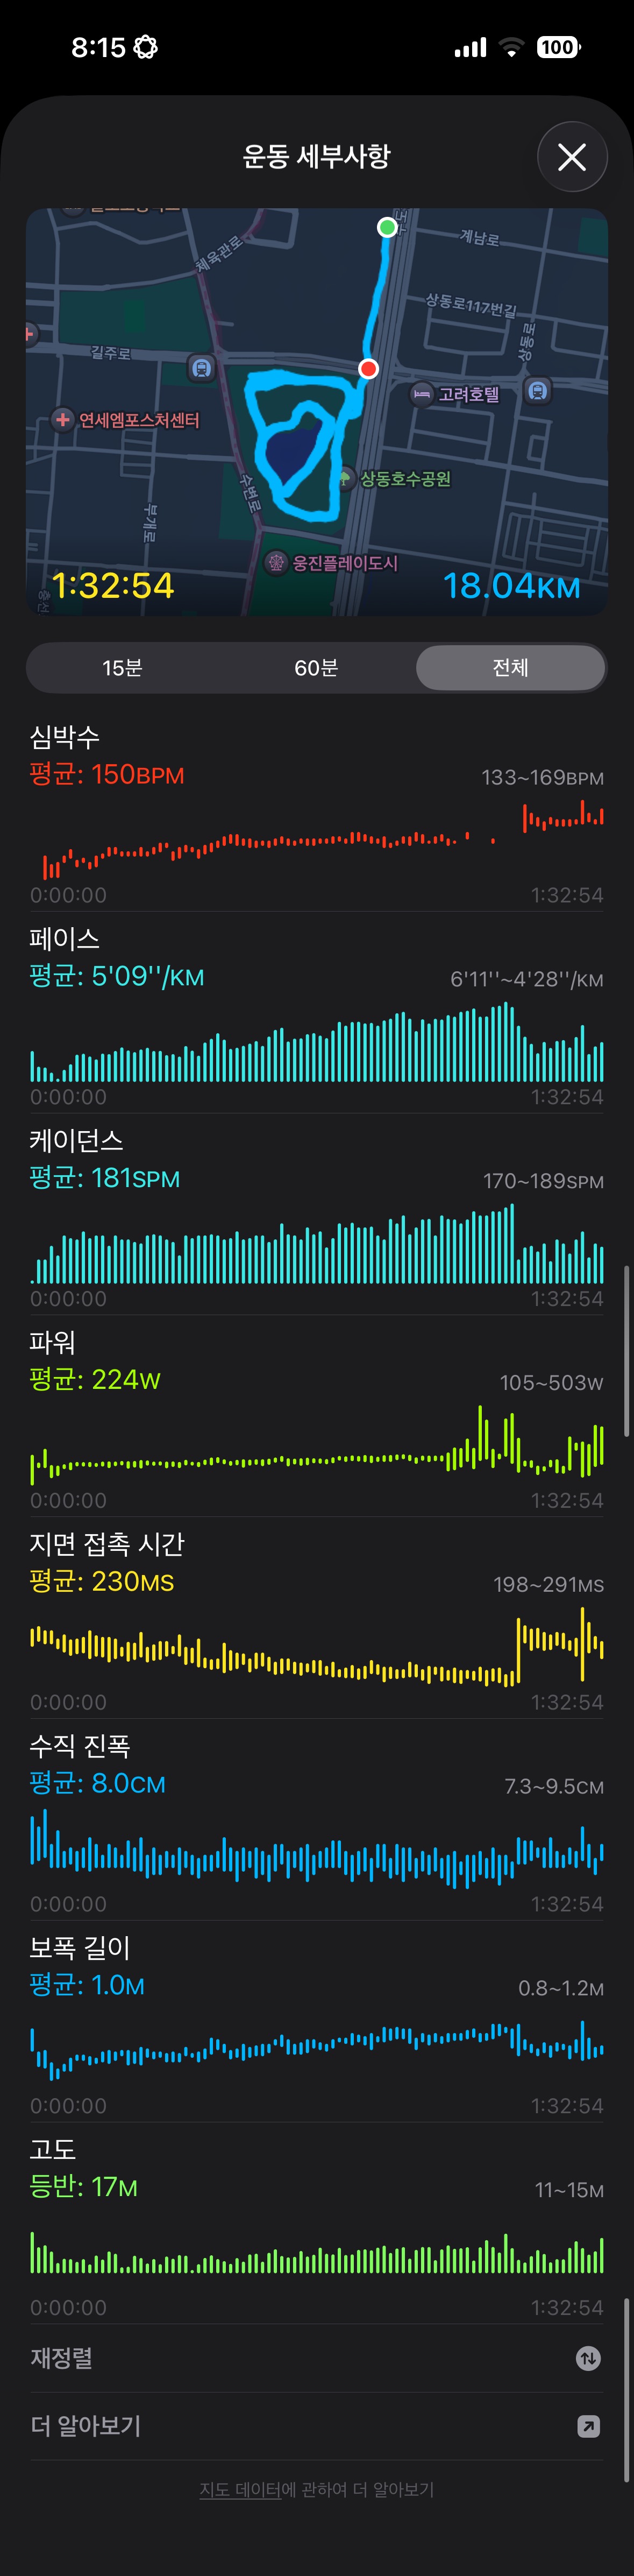 8:15
100
운동 세부사항
체육관로
계남로
상동로117번길
상동로
길주로
고려호텔
연세엠포스처센터
수변로
상동호수공원
부개로
웅진플레이도시
1:32:54
18.04KM
15분
60분
전체
심박수
평균: 150BPM
133~169BPM
0:00:00
1:32:54
페이스
평균: 5'09''/KM
6'11''~4'28''/KM
0:00:00
1:32:54
케이던스
평균: 181SPM
170~189SPM
0:00:00
1:32:54
파워
평균: 224W
105~503W
0:00:00
1:32:54
지면 접촉 시간
평균: 230MS
198~291MS
0:00:00
1:32:54
수직 진폭
평균: 8.0CM
7.3~9.5CM
0:00:00
1:32:54
보폭 길이
평균: 1.0M
0.8~1.2M
0:00:00
1:32:54
고도
등반: 17M
11~15M
0:00:00
1:32:54
재정렬
더 알아보기
지도 데이터에 관하여 더 알아보기